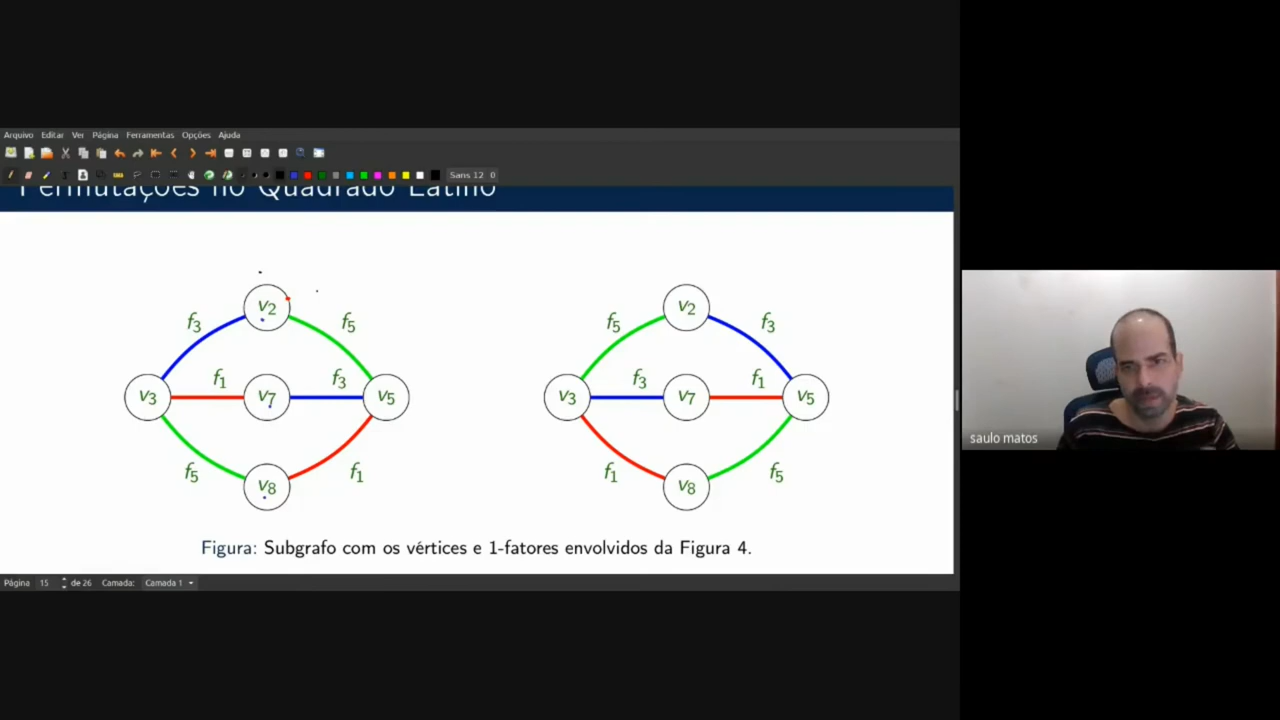 Arquivo Editar Ver Página Ferramentas Opções Ajuda
Sans 12
Permutações no Quadrado Latino
v2 v2
f3 f5 f5 f3
f1 f3 f3 f1
v3 v7 v5 v3 v7 v5
f5 f1 f1 f5
v8 v8
Figura: Subgrafo com os vértices e 1-fatores envolvidos da Figura 4.
saulo matos
Página 15 de 26 Camada: Camada 1